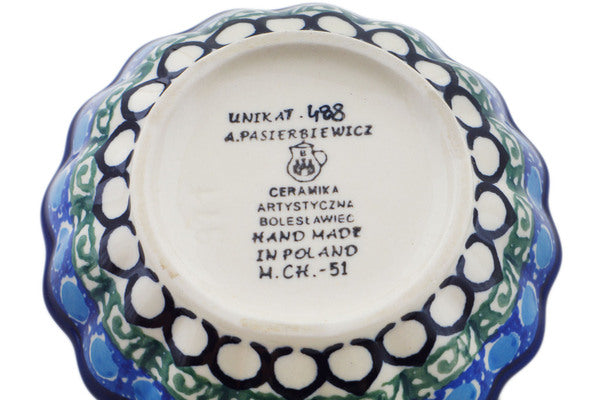 UNIKAT. 488
A.PASIERBIEWICZ
B
CERAMIKA
ARTYSTYCZNA
BOLESŁAWIEC
HAND MADE
IN POLAND
M.CH.-51